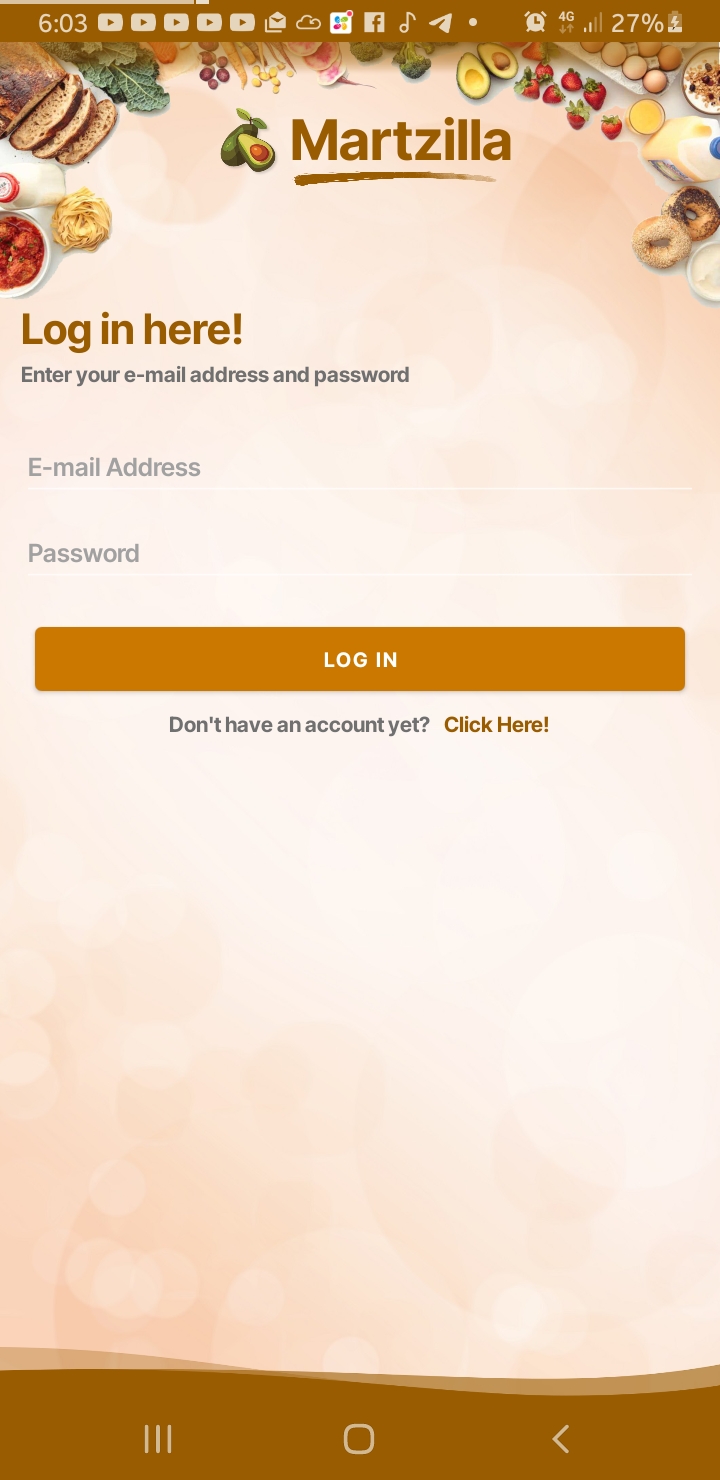 6:03 4G 27%
Martzilla
Log in here!
Enter your e-mail address and password
E-mail Address
Password
LOG IN
Don't have an account yet? Click Here!